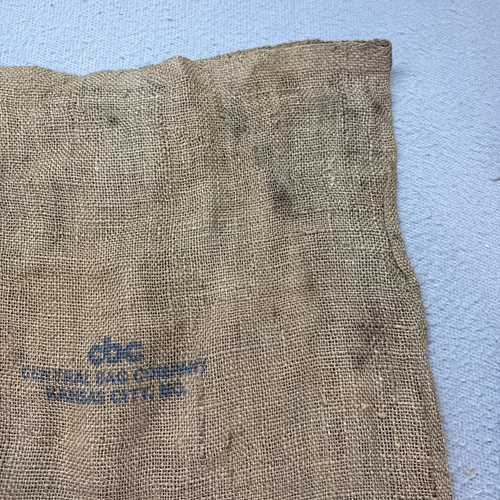 cbc
CENTRAL BAG COMPANY
KANSAS CITY, MO.